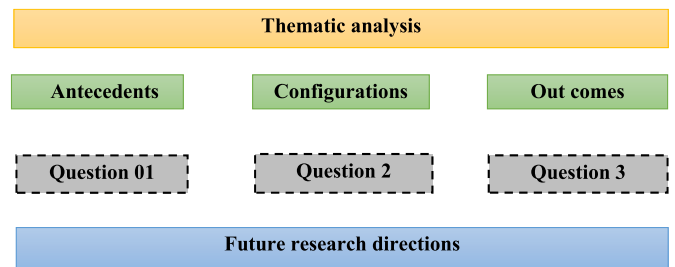 Thematic analysis
Antecedents
Configurations
Out comes
Question 01
Question 2
Question 3
Future research directions